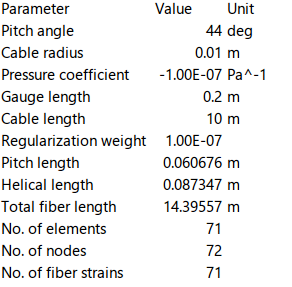 Parameter Value Unit
Pitch angle 44 deg
Cable radius 0.01 m
Pressure coefficient -1.00E-07 Pa^-1
Gauge length 0.2 m
Cable length 10 m
Regularization weight 1.00E-07
Pitch length 0.060676 m
Helical length 0.087347 m
Total fiber length 14.39557 m
No. of elements 71
No. of nodes 72
No. of fiber strains 71